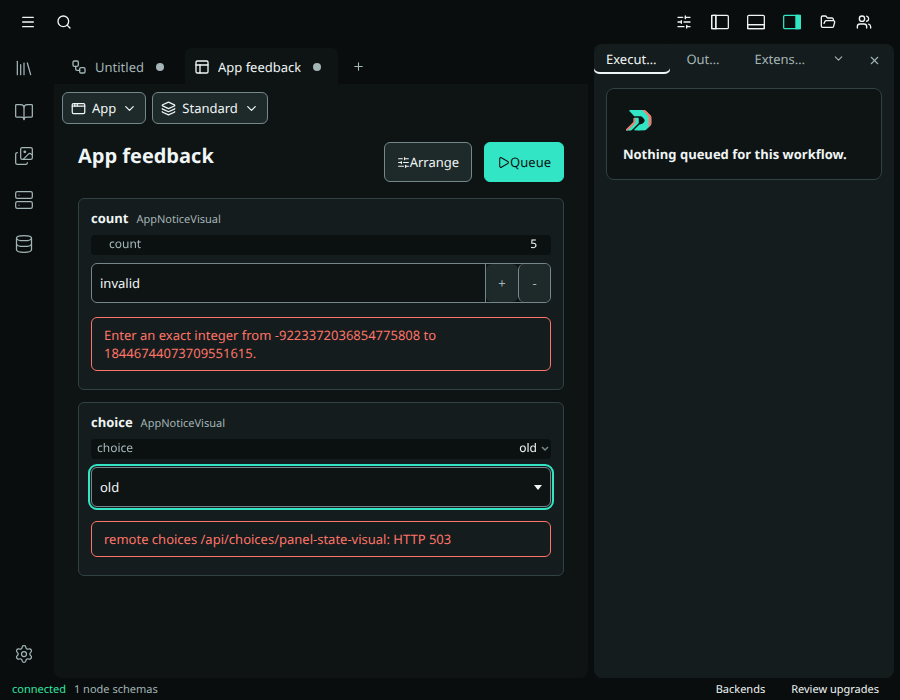 Untitled
App feedback
+
Execut...
Out...
Extens...
App
Standard
App feedback
Arrange
Queue
Nothing queued for this workflow.
count AppNoticeVisual
count 5
invalid + -
Enter an exact integer from -9223372036854775808 to
18446744073709551615.
choice AppNoticeVisual
choice old
old
remote choices /api/choices/panel-state-visual: HTTP 503
connected 1 node schemas
Backends Review upgrades